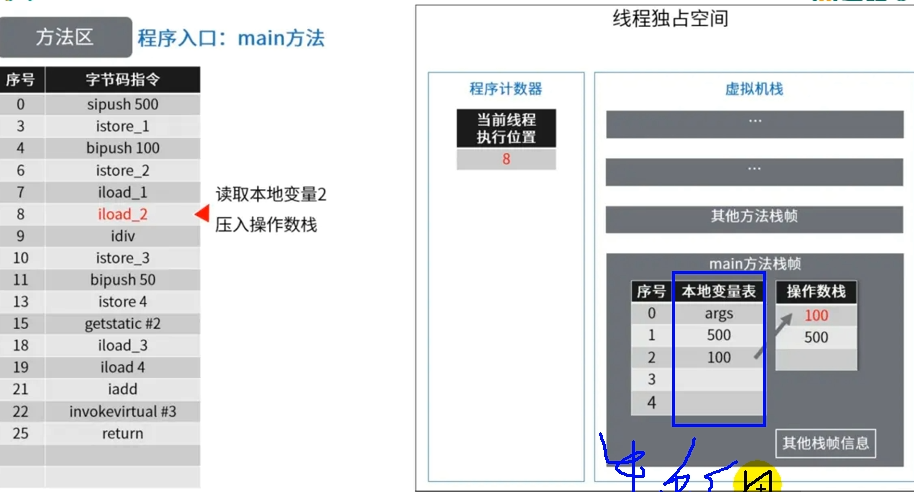 方法区 程序入口：main方法
序号 字节码指令
0 sipush 500
3 istore_1
4 bipush 100
6 istore_2
7 iload_1
8 iload_2
9 idiv
10 istore_3
11 bipush 50
13 istore 4
15 getstatic #2
18 iload_3
19 iload 4
21 iadd
22 invokevirtual #3
25 return
读取本地变量2
压入操作数栈
线程独占空间
程序计数器
当前线程
执行位置
8
虚拟机栈
...
...
其他方法栈帧
main方法栈帧
序号 本地变量表 操作数栈
0 args 100
1 500 500
2 100
3
4
其他栈帧信息